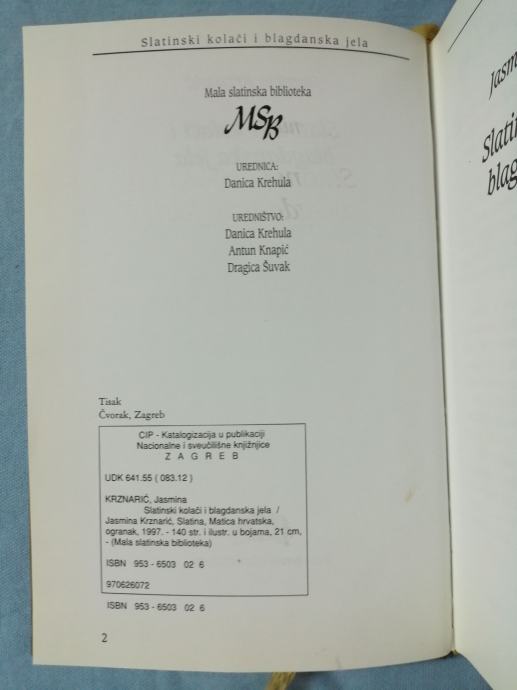 Slatinski kolači i blagdanska jela
Mala slatinska biblioteka
MSB
UREDNICA:
Danica Krehula
UREDNIŠTVO:
Danica Krehula
Antun Knapić
Dragica Šuvak
Tisak
Čvorak, Zagreb
CIP - Katalogizacija u publikaciji
Nacionalne i sveučilišne knjižnjice
Z A G R E B
UDK 641.55 ( 083.12 )
KRZNARIĆ, Jasmina
Slatinski kolači i blagdanska jela /
Jasmina Krznarić, Slatina, Matica hrvatska,
ogranak, 1997. - 140 str. i ilustr. u bojama, 21 cm,
- (Mala slatinska biblioteka)
ISBN 953 - 6503 02 6
970626072
ISBN 953 - 6503 02 6
2